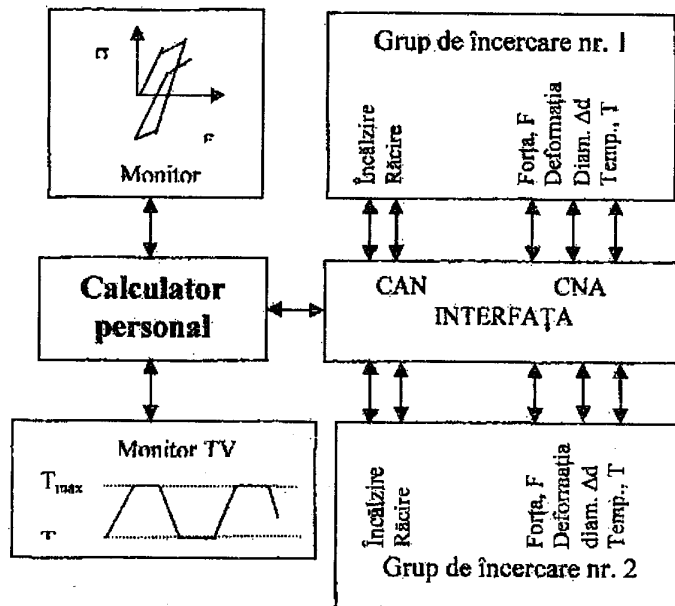 Monitor
Grup de încercare nr. 1
Încălzire
Răcire
Forța, F
Deformația
Diam. Δd
Temp., T
Calculator
personal
CAN
CNA
INTERFAȚA
Monitor TV
Tmax
Încălzire
Răcire
Forța, F
Deformația
diam. Δd
Temp., T
Grup de încercare nr. 2